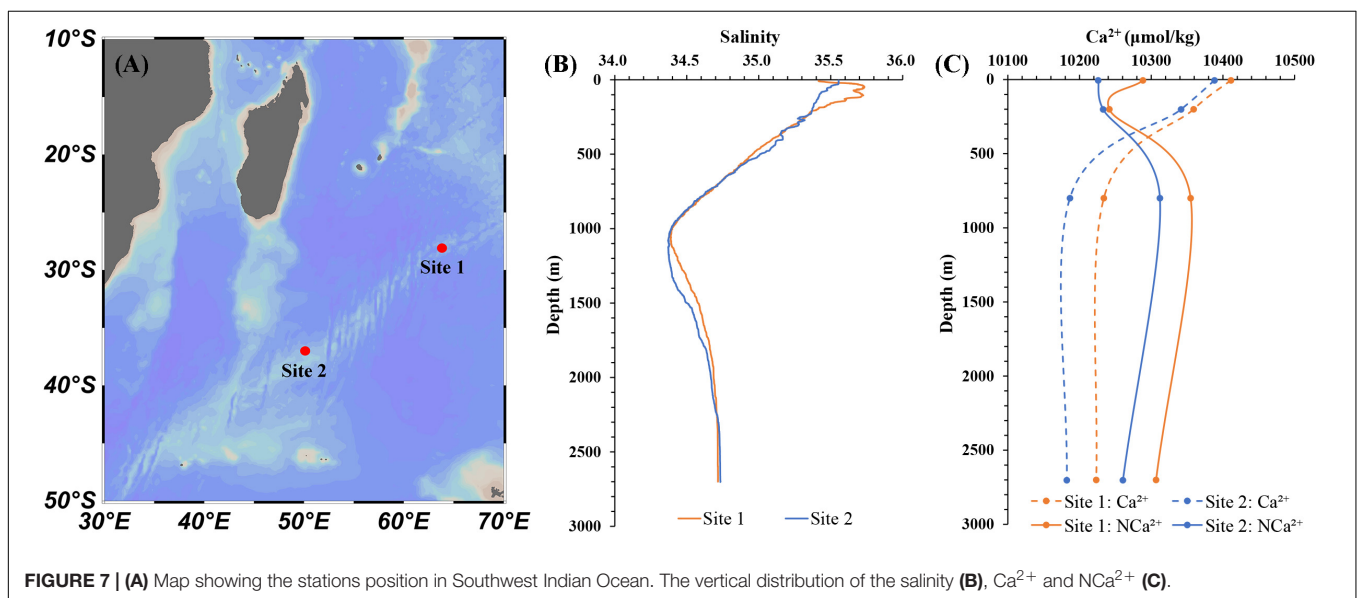 (A)
10°S
20°S
30°S
40°S
50°S
30°E 40°E 50°E 60°E 70°E
Site 1
Site 2
(B)
Salinity
34.0 34.5 35.0 35.5 36.0
Depth (m)
0
500
1000
1500
2000
2500
3000
Site 1 Site 2
(C)
Ca²⁺ (μmol/kg)
10100 10200 10300 10400 10500
Depth (m)
0
500
1000
1500
2000
2500
3000
Site 1: Ca²⁺ Site 2: Ca²⁺
Site 1: NCa²⁺ Site 2: NCa²⁺
FIGURE 7 | (A) Map showing the stations position in Southwest Indian Ocean. The vertical distribution of the salinity (B), Ca²⁺ and NCa²⁺ (C).